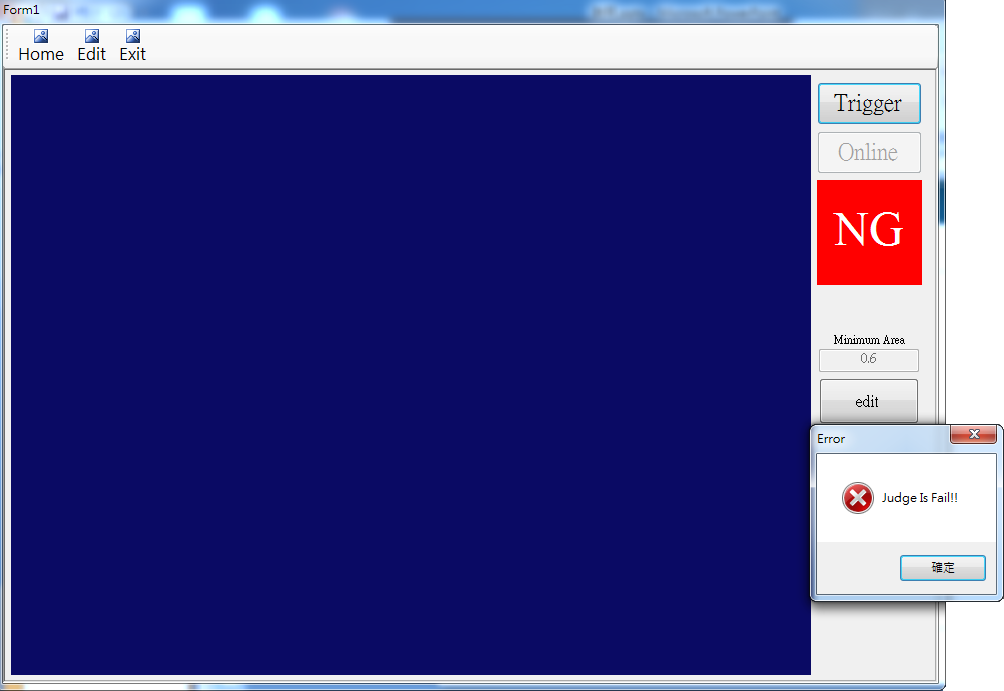 Form1
Home Edit Exit
Trigger
Online
NG
Minimum Area
0.6
edit
Error
Judge Is Fail!!
確定